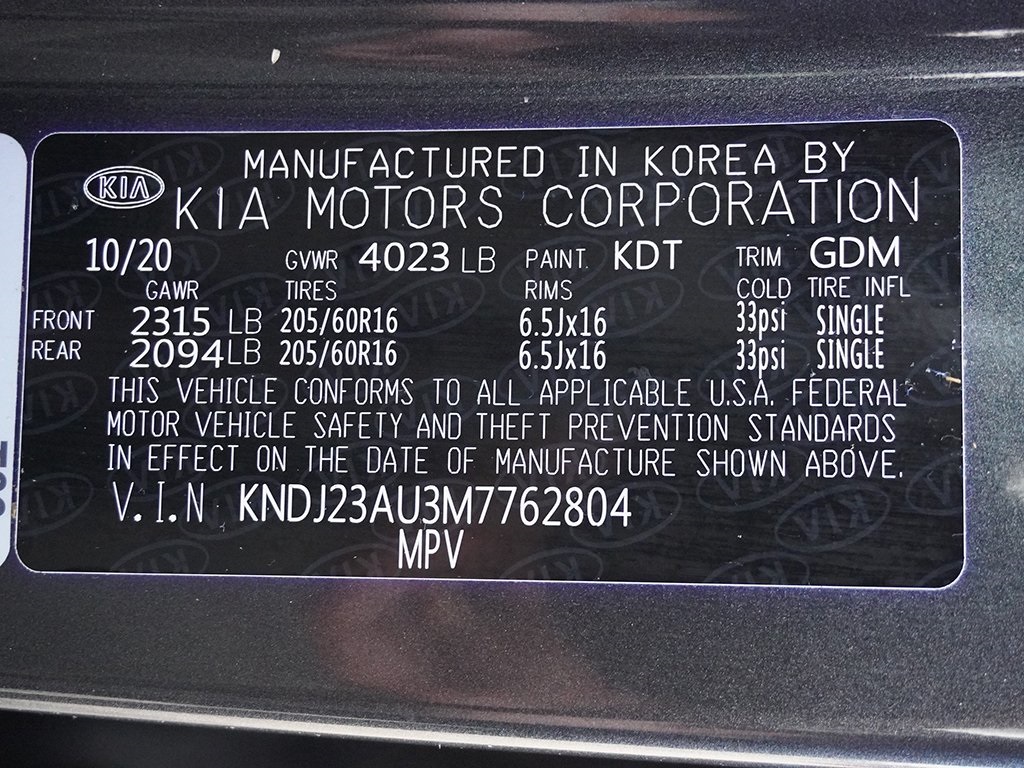 KIA
MANUFACTURED IN KOREA BY
KIA MOTORS CORPORATION
10/20 GVWR 4023 LB PAINT. KDT TRIM GDM
GAWR TIRES RIMS COLD TIRE INFL
FRONT 2315 LB 205/60R16 6.5Jx16 33psi SINGLE
REAR 2094 LB 205/60R16 6.5Jx16 33psi SINGLE
THIS VEHICLE CONFORMS TO ALL APPLICABLE U.S.A. FEDERAL
MOTOR VEHICLE SAFETY AND THEFT PREVENTION STANDARDS
IN EFFECT ON THE DATE OF MANUFACTURE SHOWN ABOVE.
V.I.N KNDJ23AU3M7762804
MPV